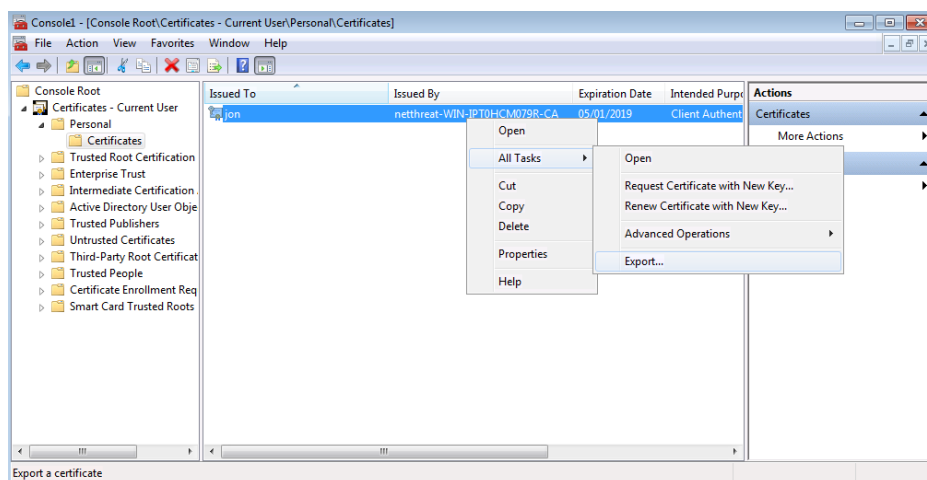 Console1 - [Console Root\Certificates - Current User\Personal\Certificates]
File Action View Favorites Window Help
Console Root
Certificates - Current User
Personal
Certificates
Trusted Root Certification
Enterprise Trust
Intermediate Certification
Active Directory User Obje
Trusted Publishers
Untrusted Certificates
Third-Party Root Certificat
Trusted People
Certificate Enrollment Req
Smart Card Trusted Roots
Issued To Issued By Expiration Date Intended Purpo
jon netthreat-WIN-JPT0HCM079R-CA 05/01/2019 Client Authent
Open
All Tasks
Cut
Copy
Delete
Properties
Help
Open
Request Certificate with New Key...
Renew Certificate with New Key...
Advanced Operations
Export...
Actions
Certificates
More Actions
Export a certificate